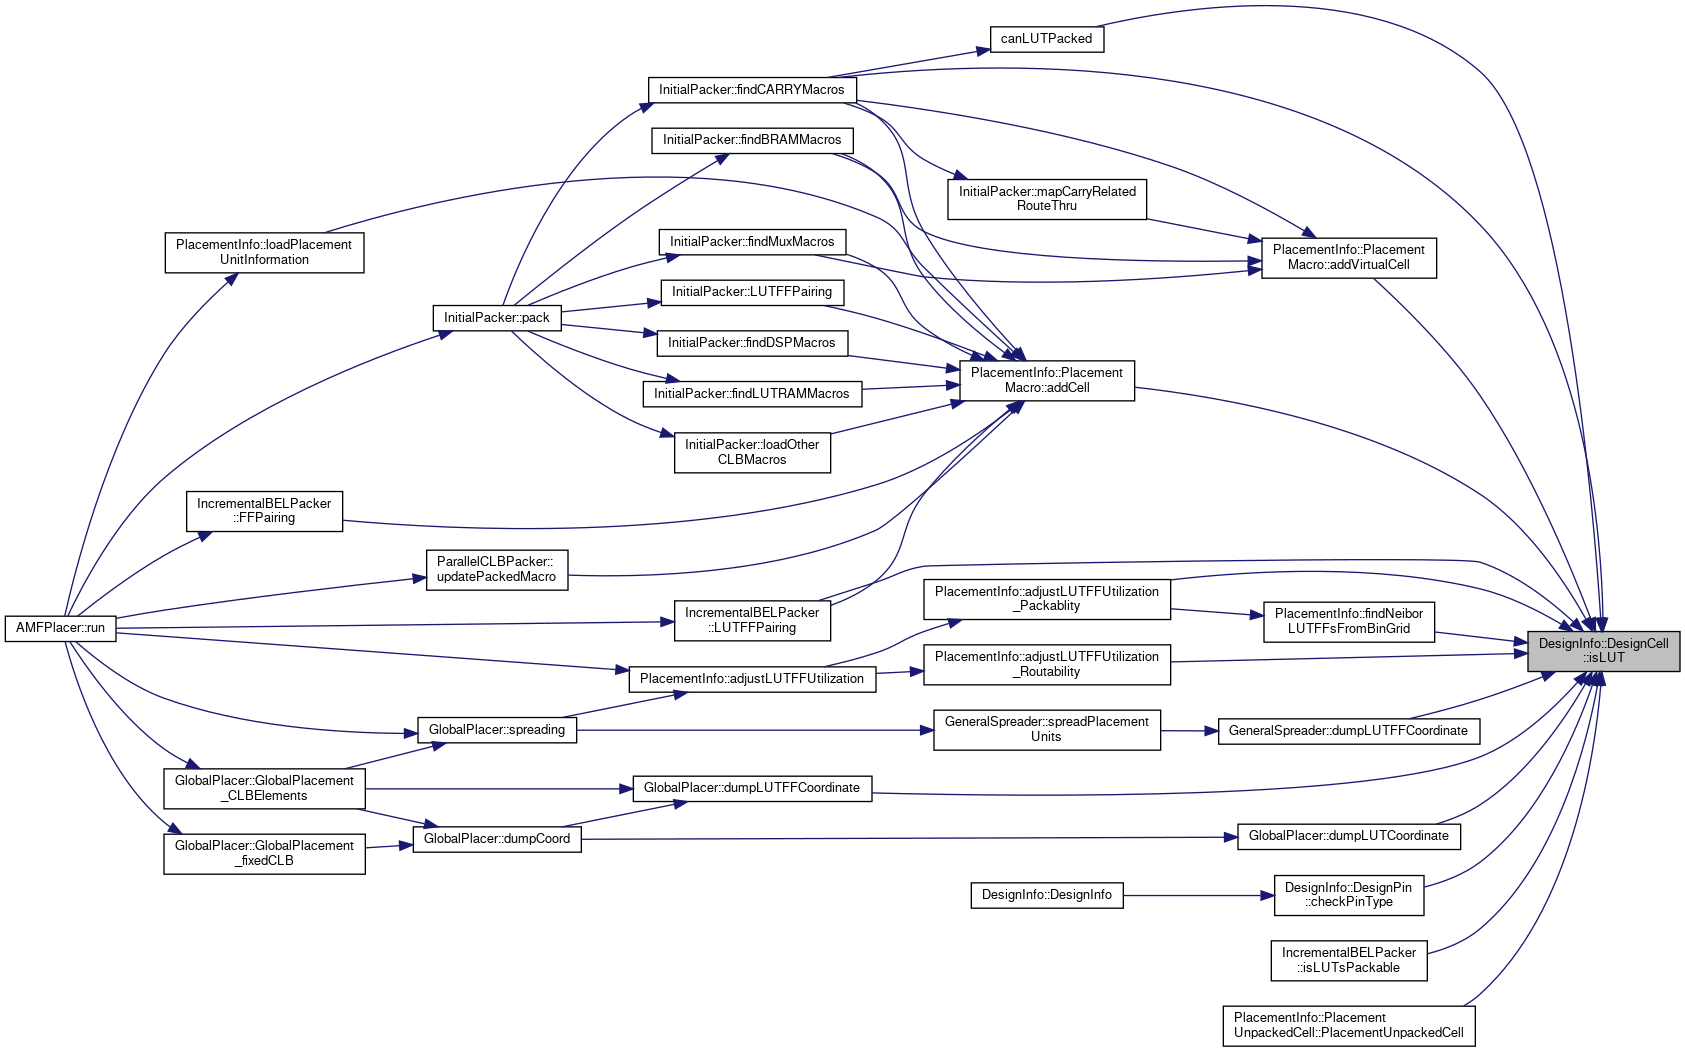 canLUTPacked
InitialPacker::findCARRYMacros
InitialPacker::findBRAMMacros
InitialPacker::mapCarryRelated
RouteThru
PlacementInfo::loadPlacement
UnitInformation
InitialPacker::findMuxMacros
PlacementInfo::Placement
Macro::addVirtualCell
InitialPacker::LUTFFPairing
InitialPacker::pack
InitialPacker::findDSPMacros
PlacementInfo::Placement
Macro::addCell
InitialPacker::findLUTRAMMacros
InitialPacker::loadOther
CLBMacros
IncrementalBELPacker
::FFPairing
ParallelCLBPacker::
updatePackedMacro
PlacementInfo::adjustLUTFFUtilization
_Packablity
AMFPlacer::run
IncrementalBELPacker
::LUTFFPairing
PlacementInfo::findNeibor
LUTFFsFromBinGrid
DesignInfo::DesignCell
::isLUT
PlacementInfo::adjustLUTFFUtilization
_Routability
PlacementInfo::adjustLUTFFUtilization
GlobalPlacer::spreading
GeneralSpreader::spreadPlacement
Units
GeneralSpreader::dumpLUTFFCoordinate
GlobalPlacer::GlobalPlacement
_CLBElements
GlobalPlacer::dumpLUTFFCoordinate
GlobalPlacer::dumpCoord
GlobalPlacer::dumpLUTCoordinate
GlobalPlacer::GlobalPlacement
_fixedCLB
DesignInfo::DesignInfo
DesignInfo::DesignPin
::checkPinType
IncrementalBELPacker
::isLUTsPackable
PlacementInfo::Placement
UnpackedCell::PlacementUnpackedCell